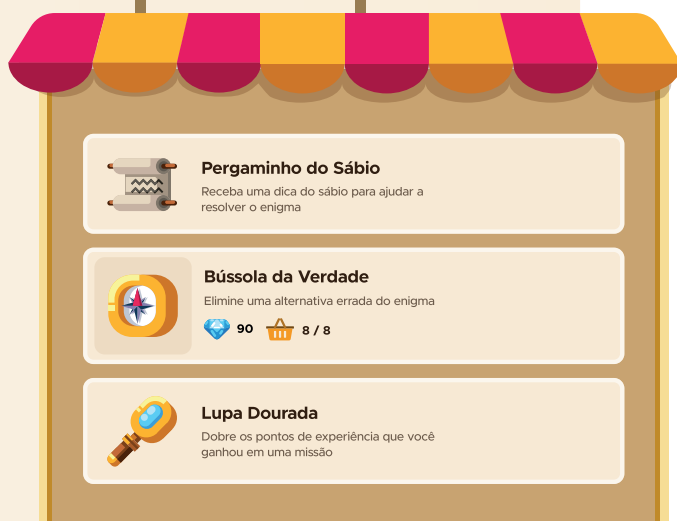 Pergaminho do Sábio
Receba uma dica do sábio para ajudar a
resolver o enigma
Bússola da Verdade
Elimine uma alternativa errada do enigma
90 8 / 8
Lupa Dourada
Dobre os pontos de experiência que você
ganhou em uma missão